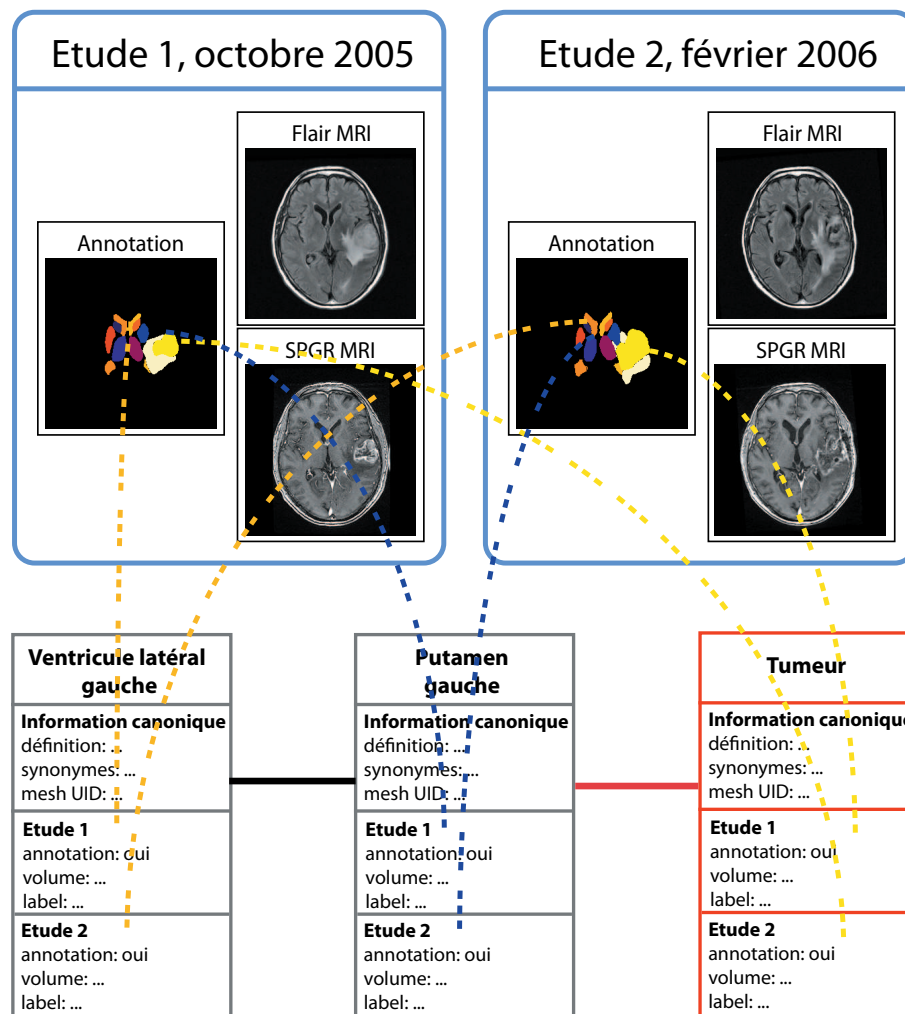 Etude 1, octobre 2005
Flair MRI
Annotation
SPGR MRI
Etude 2, février 2006
Flair MRI
Annotation
SPGR MRI
Ventricule latéral
gauche
Information canonique
définition: ...
synonymes: ...
mesh UID: ...
Etude 1
annotation: oui
volume: ...
label: ...
Etude 2
annotation: oui
volume: ...
label: ...
Putamen
gauche
Information canonique
définition: ...
synonymes: ...
mesh UID: ...
Etude 1
annotation: oui
volume: ...
label: ...
Etude 2
annotation: oui
volume: ...
label: ...
Tumeur
Information canonique
définition: ...
synonymes: ...
mesh UID: ...
Etude 1
annotation: oui
volume: ...
label: ...
Etude 2
annotation: oui
volume: ...
label: ...